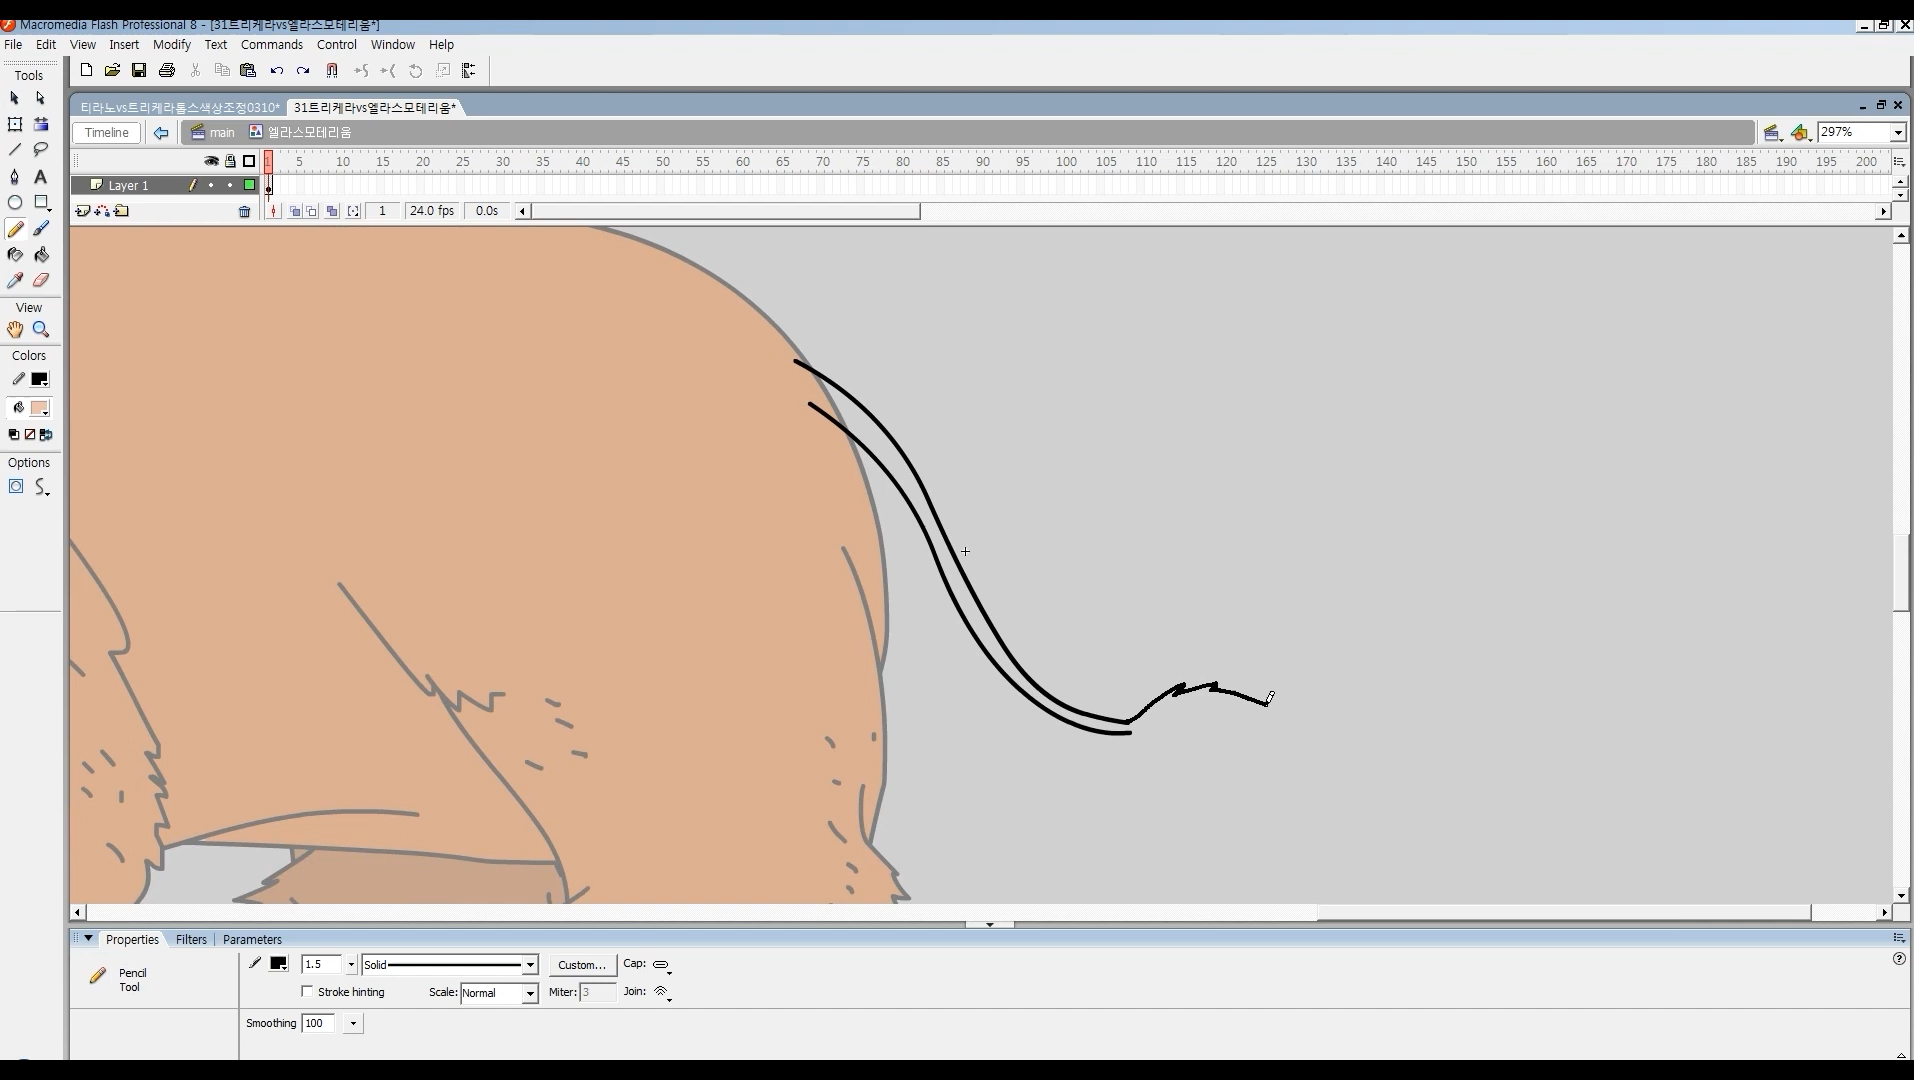 Macromedia Flash Professional 8 - [31트리케라vs엘라스모테리움*]
File Edit View Insert Modify Text Commands Control Window Help
Tools
티라노vs트리케라톱스색상조정0310* 31트리케라vs엘라스모테리움*
Timeline main 엘라스모테리움 297%
1 5 10 15 20 25 30 35 40 45 50 55 60 65 70 75 80 85 90 95 100 105 110 115 120 125 130 135 140 145 150 155 160 165 170 175 180 185 190 195 200
Layer 1
1 24.0 fps 0.0s
View
Colors
Options
Properties Filters Parameters
Pencil Tool
1.5 Solid Custom... Cap:
Stroke hinting Scale: Normal Miter: 3 Join:
Smoothing 100